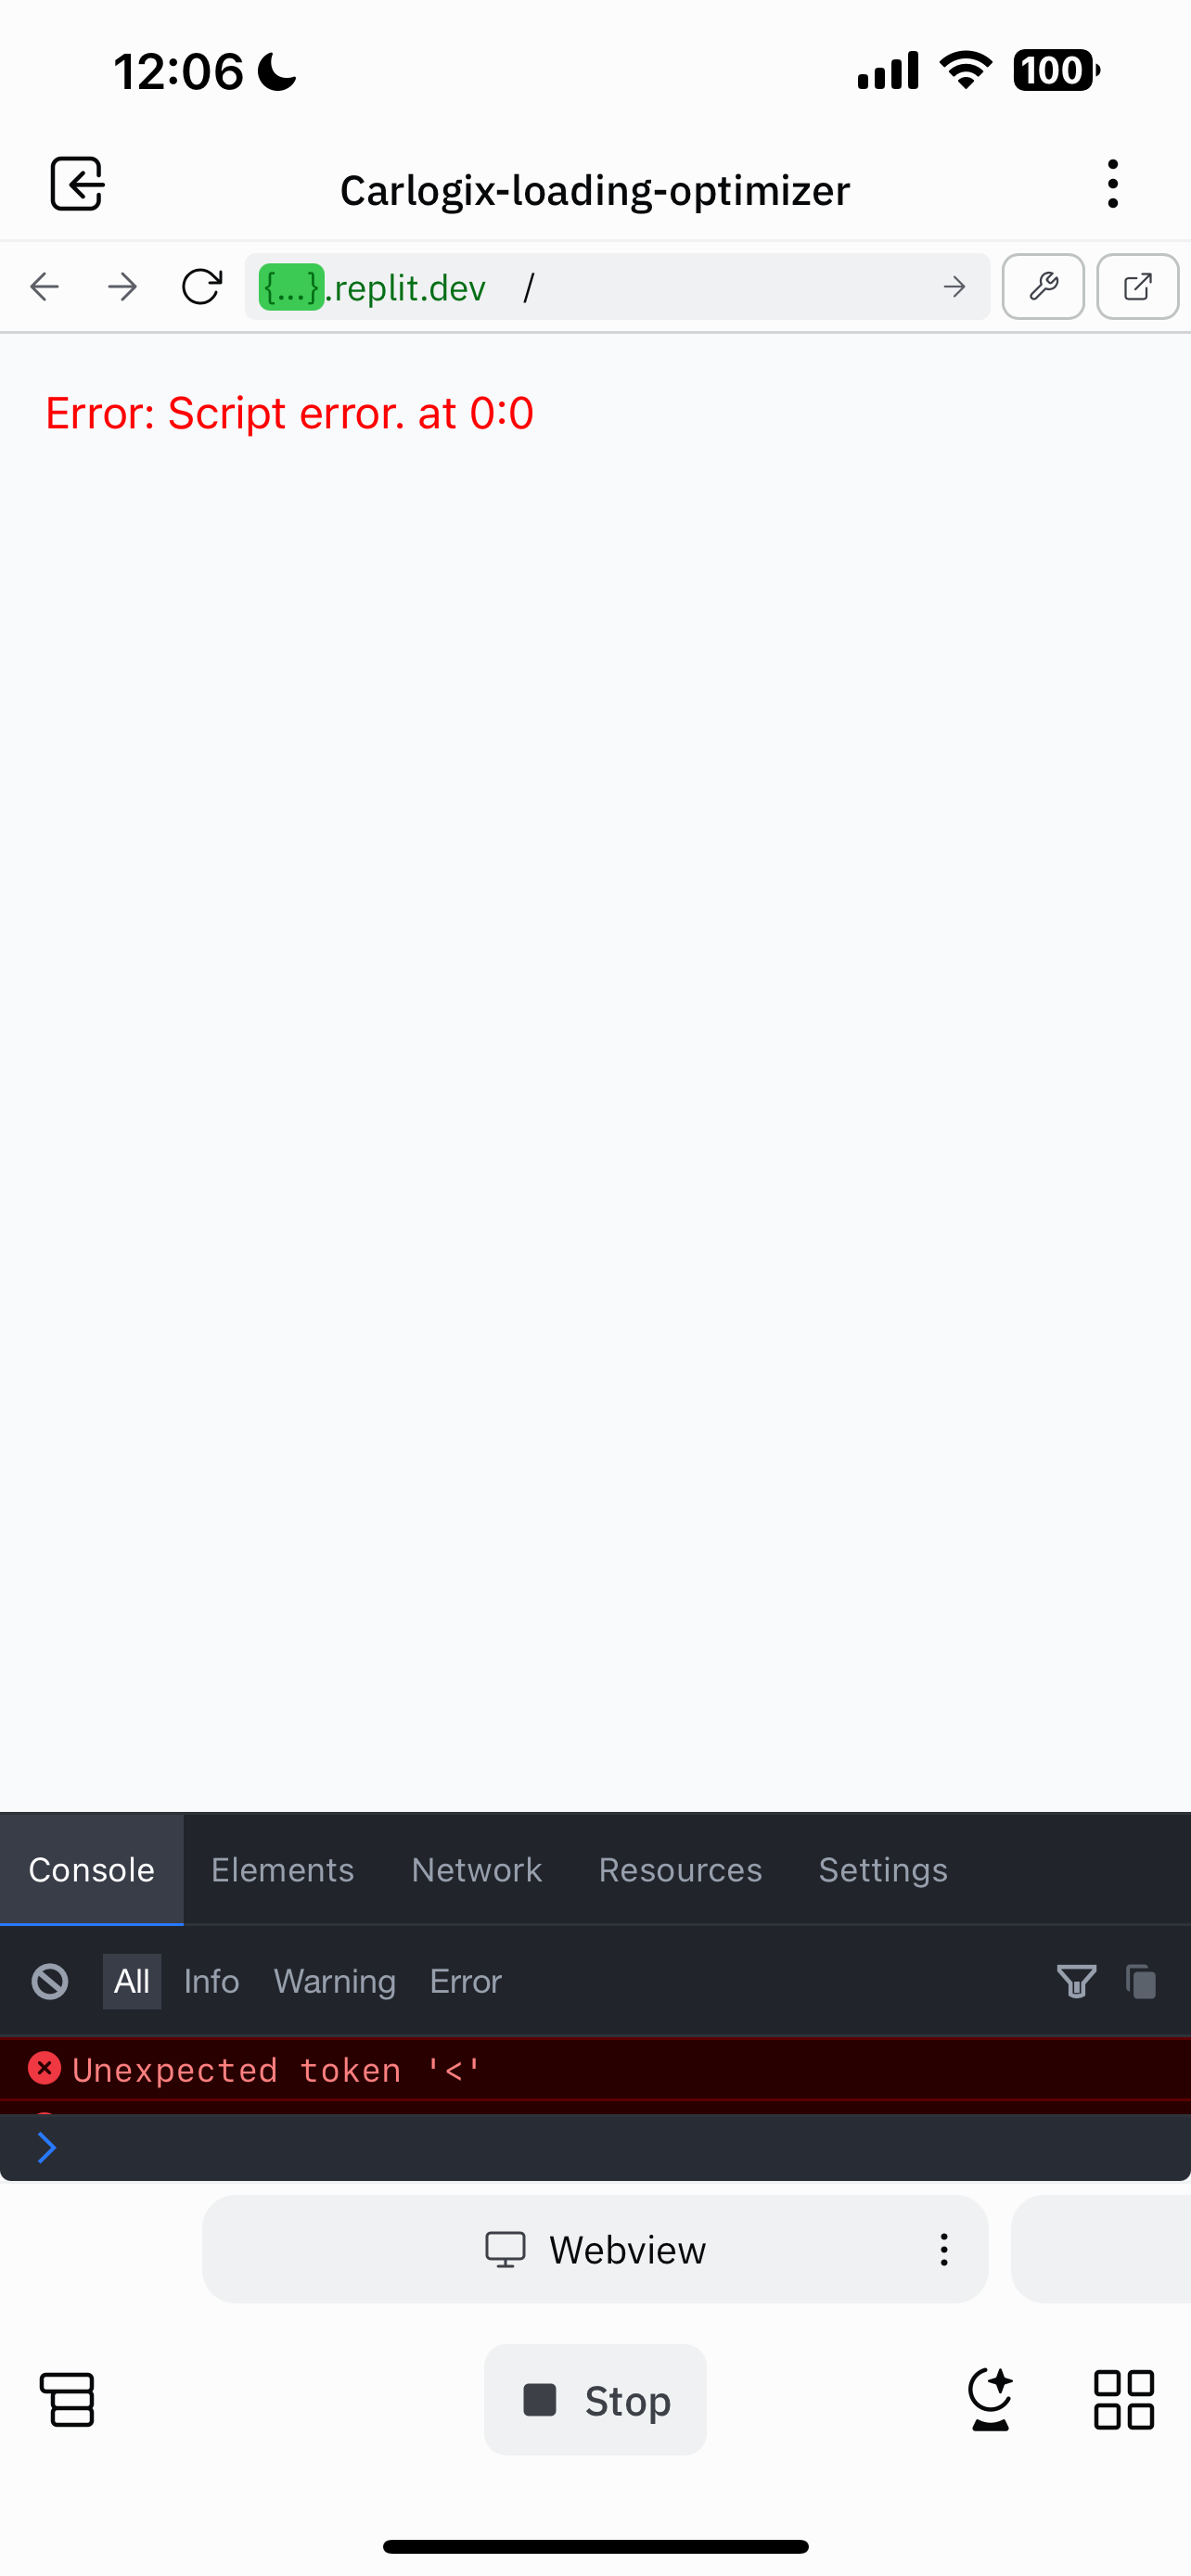 12:06
100
Carlogix-loading-optimizer
{...}.replit.dev /
Error: Script error. at 0:0
Console Elements Network Resources Settings
All Info Warning Error
Unexpected token '<'
Webview
Stop